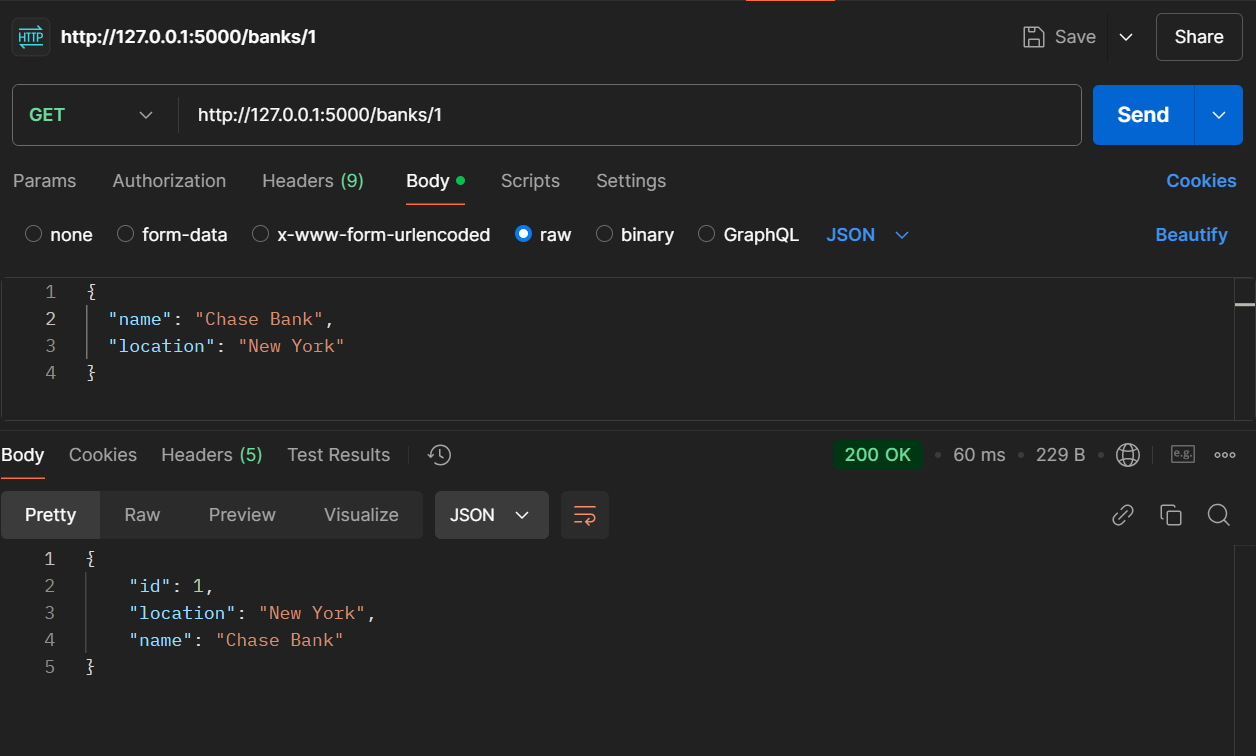 HTTP http://127.0.0.1:5000/banks/1 Save Share
GET http://127.0.0.1:5000/banks/1 Send
Params Authorization Headers (9) Body Scripts Settings Cookies
none form-data x-www-form-urlencoded raw binary GraphQL JSON Beautify
1 {
2 "name": "Chase Bank",
3 "location": "New York"
4 }
Body Cookies Headers (5) Test Results 200 OK • 60 ms • 229 B • e.g.
Pretty Raw Preview Visualize JSON
1 {
2 "id": 1,
3 "location": "New York",
4 "name": "Chase Bank"
5 }